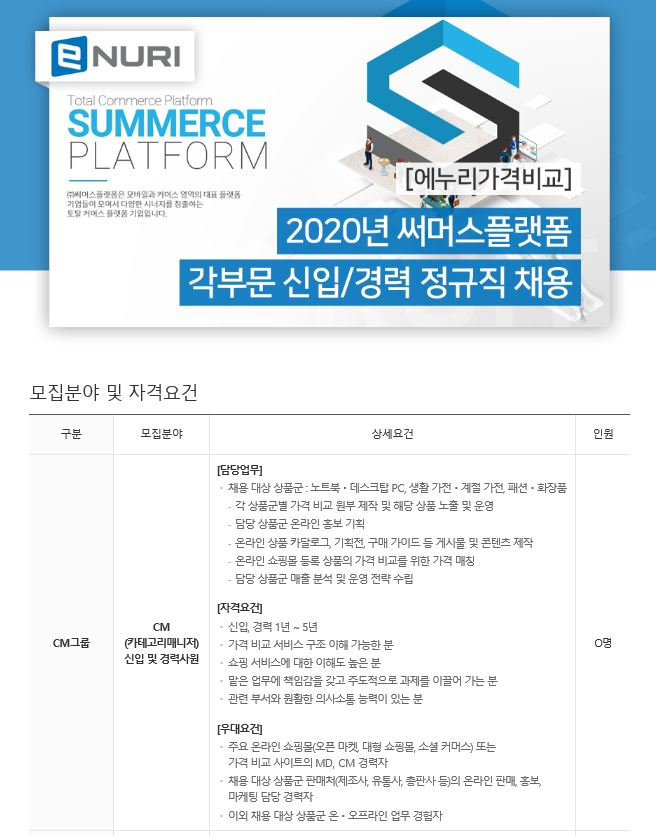 eNURI
Total Commerce Platform
SUMMERCE
PLATFORM
㈜써머스플랫폼은 모바일과 커머스 영역의 대표 플랫폼
기업들이 모여서 다양한 시너지를 창출하는
토탈 커머스 플랫폼 기업입니다.
[에누리가격비교]
2020년 써머스플랫폼
각부문 신입/경력 정규직 채용
모집분야 및 자격요건
구분 모집분야 상세요건 인원
[담당업무]
· 채용 대상 상품군 : 노트북・데스크탑 PC, 생활 가전・계절 가전, 패션・화장품
- 각 상품군별 가격 비교 원부 제작 및 해당 상품 노출 및 운영
- 담당 상품군 온라인 홍보 기획
- 온라인 상품 카달로그, 기획전, 구매 가이드 등 게시물 및 콘텐츠 제작
- 온라인 쇼핑몰 등록 상품의 가격 비교를 위한 가격 매칭
- 담당 상품군 매출 분석 및 운영 전략 수립
[자격요건]
· 신입, 경력 1년 ~ 5년
· 가격 비교 서비스 구조 이해 가능한 분
· 쇼핑 서비스에 대한 이해도 높은 분
· 맡은 업무에 책임감을 갖고 주도적으로 과제를 이끌어 가는 분
· 관련 부서와 원활한 의사소통 능력이 있는 분
[우대요건]
· 주요 온라인 쇼핑몰(오픈 마켓, 대형 쇼핑몰, 소셜 커머스) 또는
가격 비교 사이트의 MD, CM 경력자
· 채용 대상 상품군 판매처(제조사, 유통사, 총판사 등)의 온라인 판매, 홍보,
마케팅 담당 경력자
· 이외 채용 대상 상품군 온・오프라인 업무 경험자
CM그룹
CM
(카테고리매니저)
신입 및 경력사원
O명